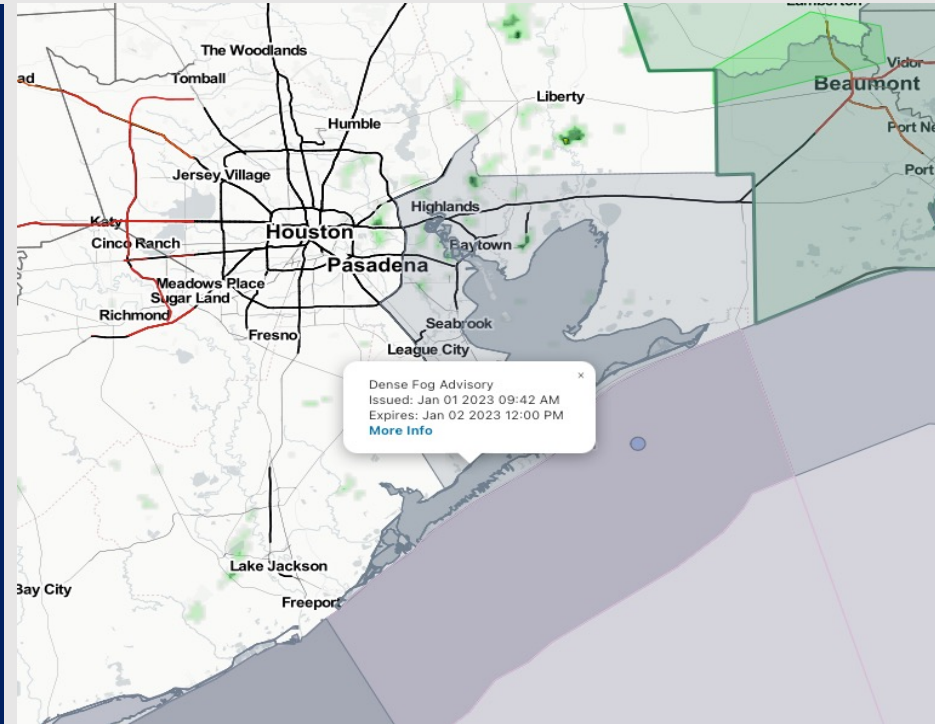 Lamberton
The Woodlands
Tomball
ad
Liberty
Vidor
Beaumont
Humble
Port Ne
Jersey Village
Port
Highlands
Katy
Houston
Cinco Ranch
Baytown
Pasadena
Meadows Place
Sugar Land
Richmond
Seabrook
Fresno
League City
Dense Fog Advisory
×
Issued: Jan 01 2023 09:42 AM
Expires: Jan 02 2023 12:00 PM
More Info
Lake Jackson
Bay City
Freeport